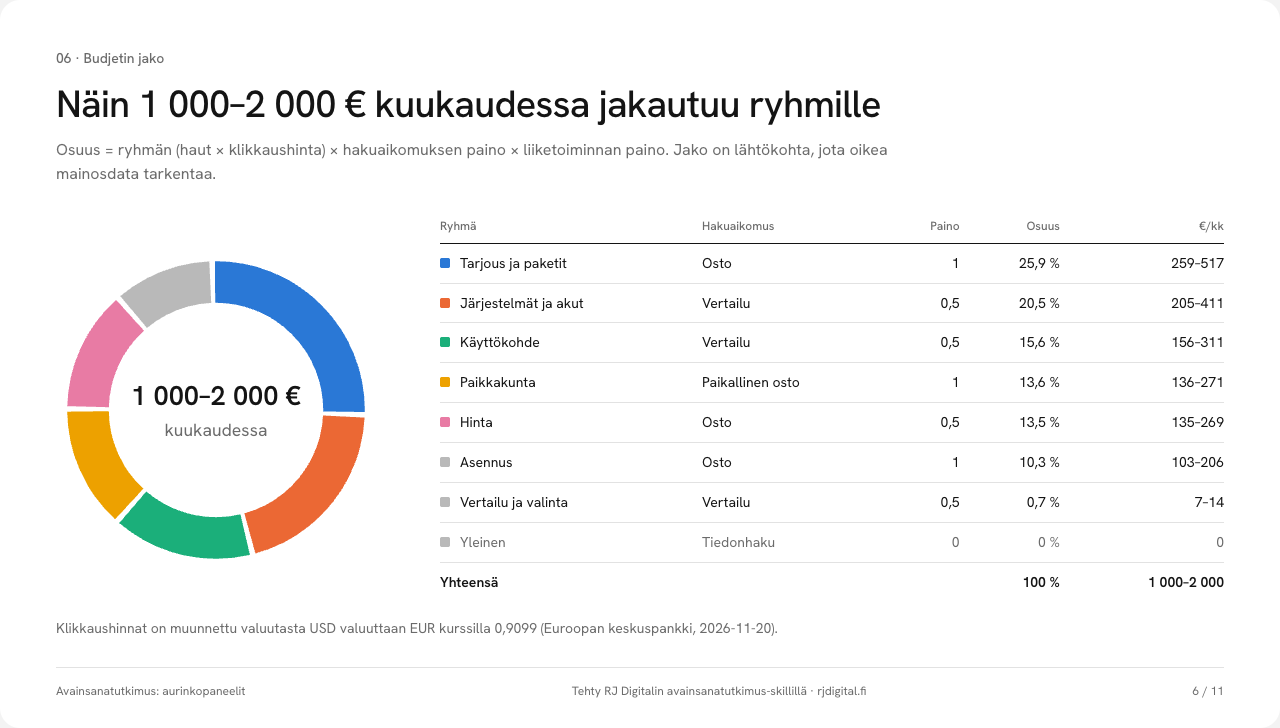 06 · Budjetin jako
Näin 1 000–2 000 € kuukaudessa jakautuu ryhmille
Osuus = ryhmän (haut × klikkaushinta) × hakuaikomuksen paino × liiketoiminnan paino. Jako on lähtökohta, jota oikea
mainosdata tarkentaa.
1 000–2 000 €
kuukaudessa
Ryhmä Hakuaikomus Paino Osuus €/kk
Tarjous ja paketit Osto 1 25,9 % 259–517
Järjestelmät ja akut Vertailu 0,5 20,5 % 205–411
Käyttökohde Vertailu 0,5 15,6 % 156–311
Paikkakunta Paikallinen osto 1 13,6 % 136–271
Hinta Osto 0,5 13,5 % 135–269
Asennus Osto 1 10,3 % 103–206
Vertailu ja valinta Vertailu 0,5 0,7 % 7–14
Yleinen Tiedonhaku 0 0 % 0
Yhteensä 100 % 1 000–2 000
Klikkaushinnat on muunnettu valuutasta USD valuuttaan EUR kurssilla 0,9099 (Euroopan keskuspankki, 2026-11-20).
Avainsanatutkimus: aurinkopaneelit
Tehty RJ Digitalin avainsanatutkimus-skillillä · rjdigital.fi
6 / 11